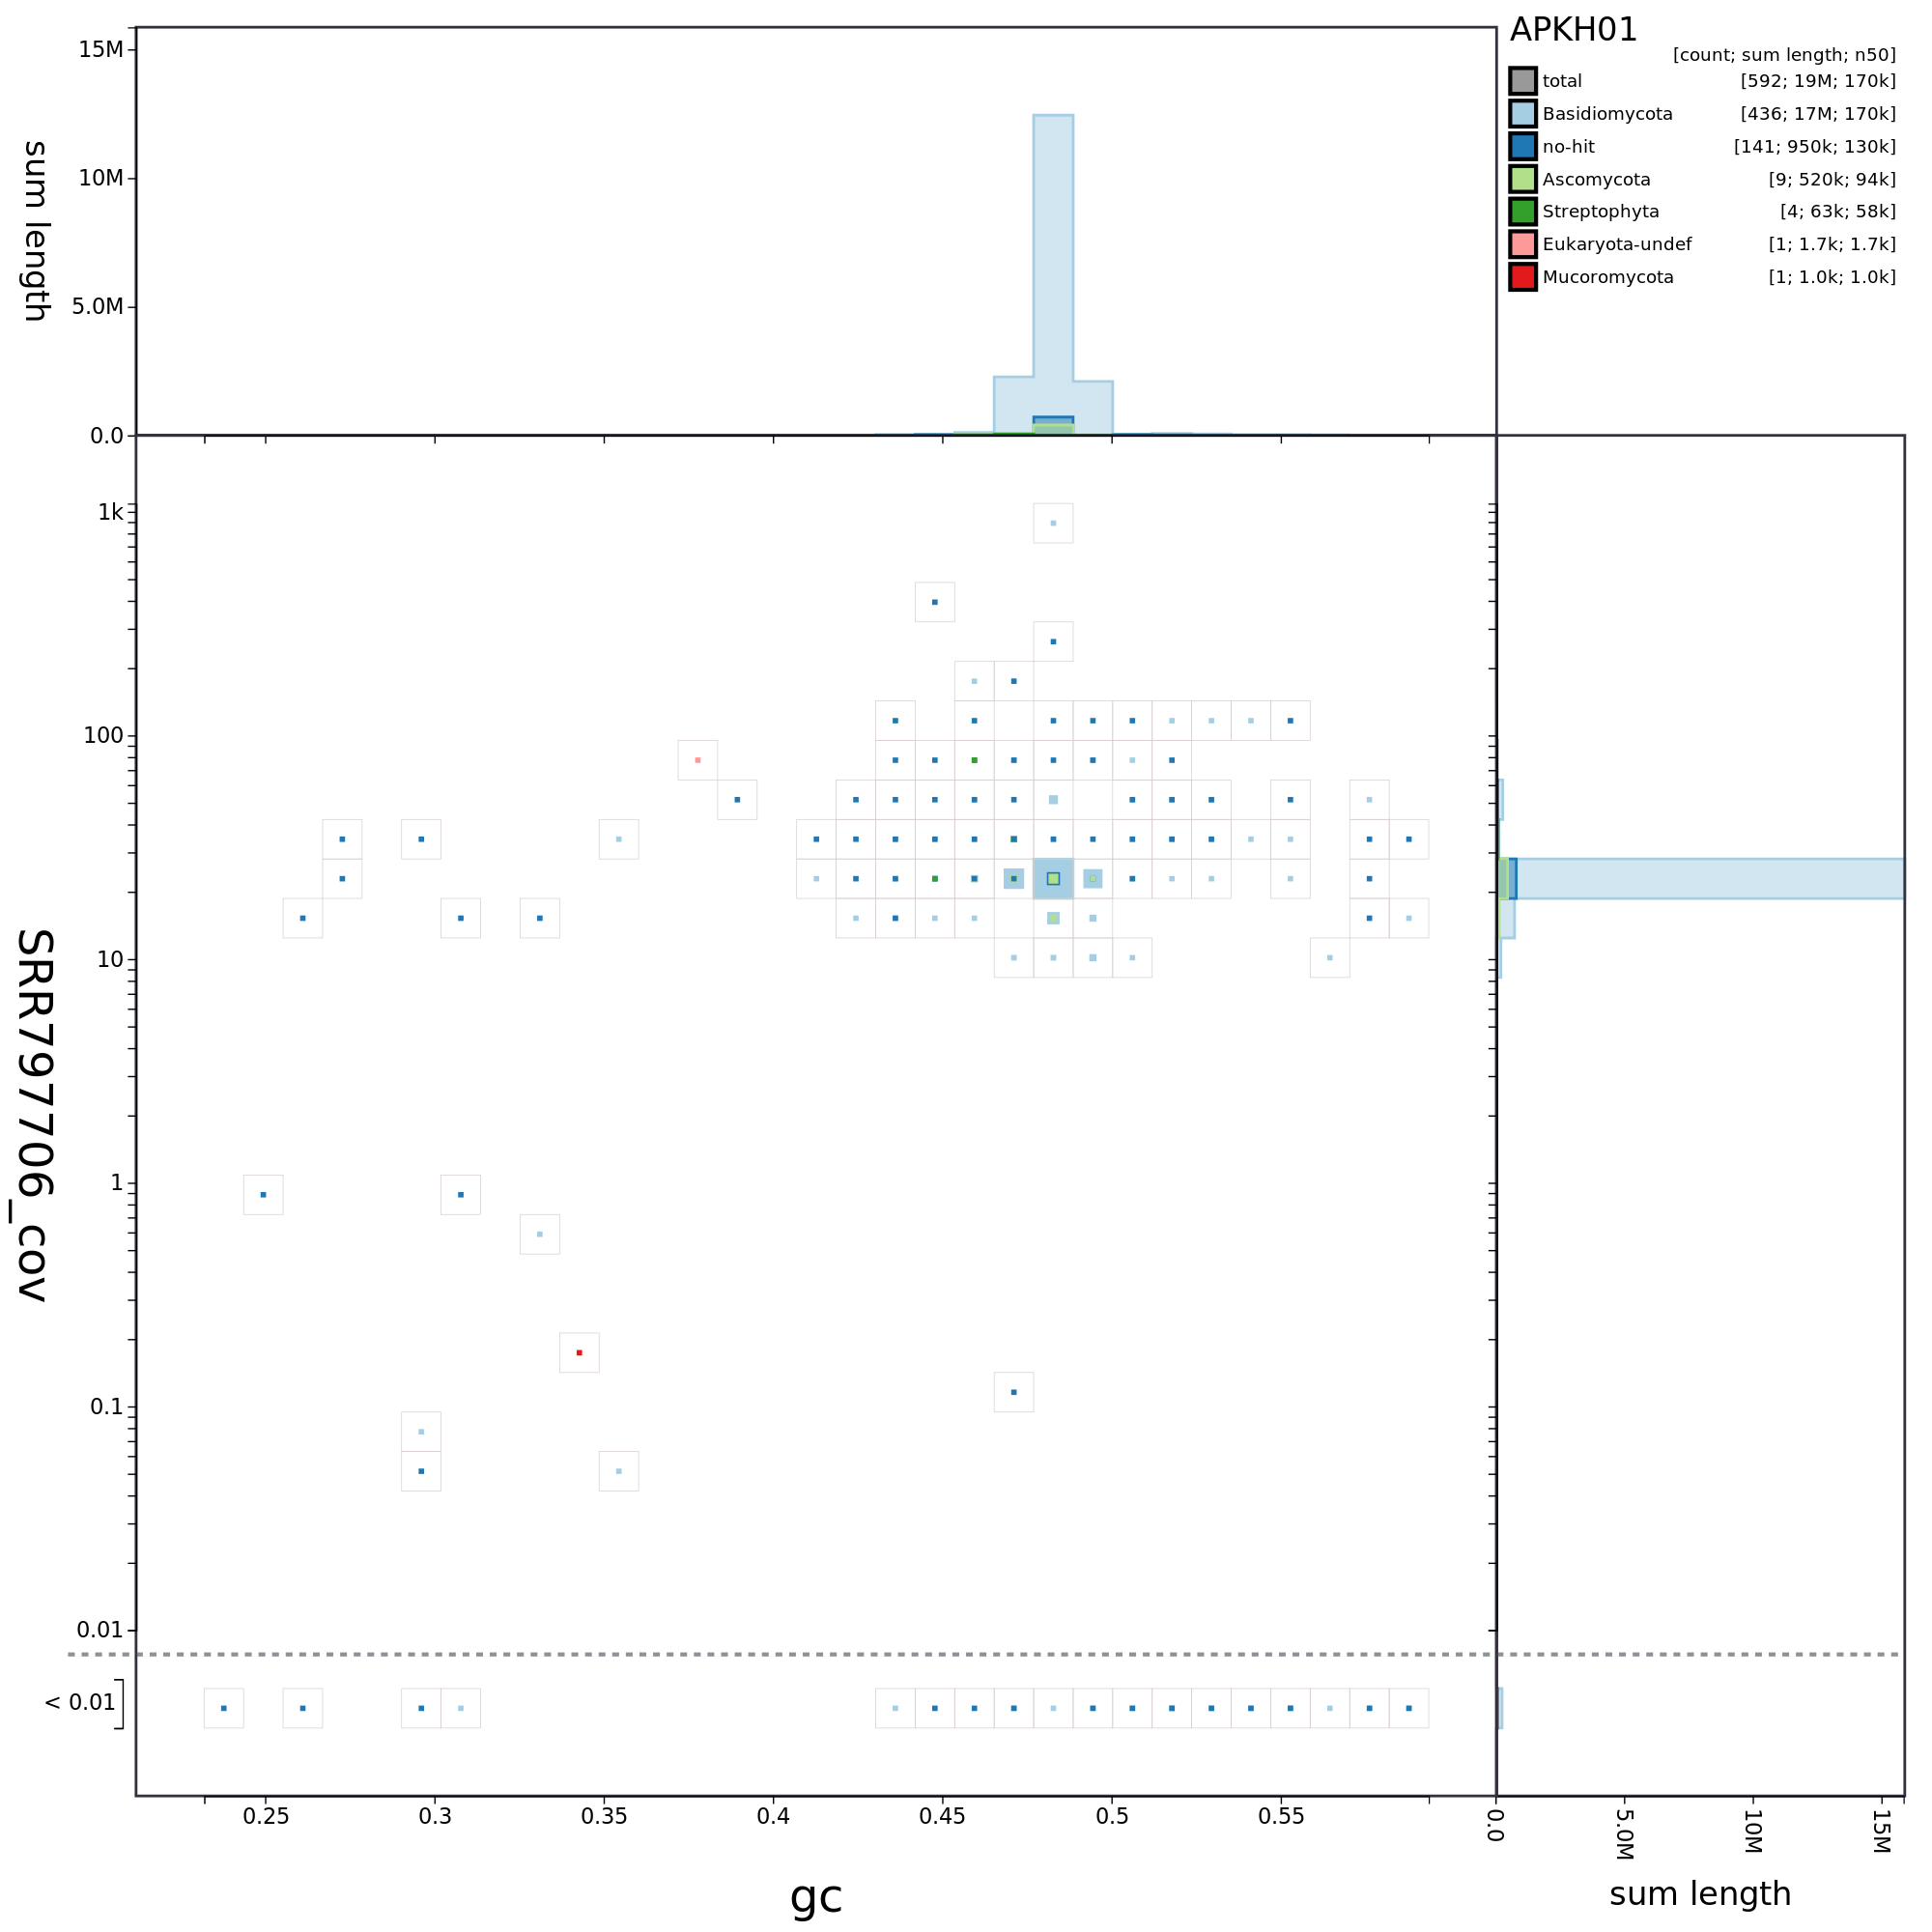 APKH01
[count; sum length; n50]
total [592; 19M; 170k]
Basidiomycota [436; 17M; 170k]
no-hit [141; 950k; 130k]
Ascomycota [9; 520k; 94k]
Streptophyta [4; 63k; 58k]
Eukaryota-undef [1; 1.7k; 1.7k]
Mucoromycota [1; 1.0k; 1.0k]
sum length
15M
10M
5.0M
0.0
SRR797706_cov
1k
100
10
1
0.1
0.01
< 0.01
0.25 0.3 0.35 0.4 0.45 0.5 0.55
gc
0.0 5.0M 10M 15M
sum length